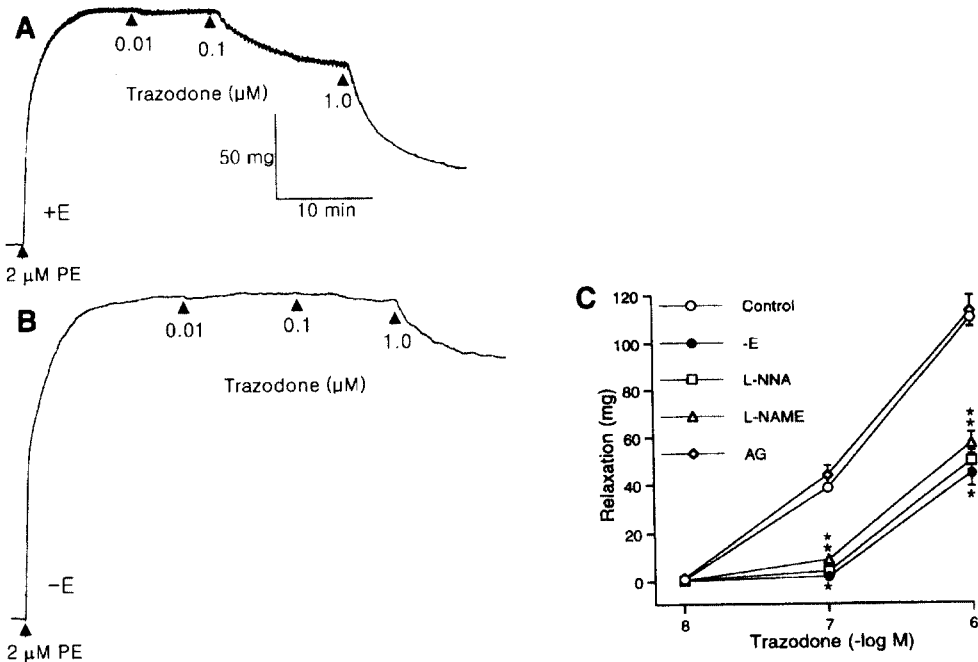 A
0.01
0.1
Trazodone (μM)
1.0
50 mg
10 min
+E
2 μM PE
B
0.01
0.1
1.0
Trazodone (μM)
−E
2 μM PE
C
120
100
80
60
40
20
0
Relaxation (mg)
Control
-E
L-NNA
L-NAME
AG
*
*
*
*
*
*
8
7
6
Trazodone (-log M)